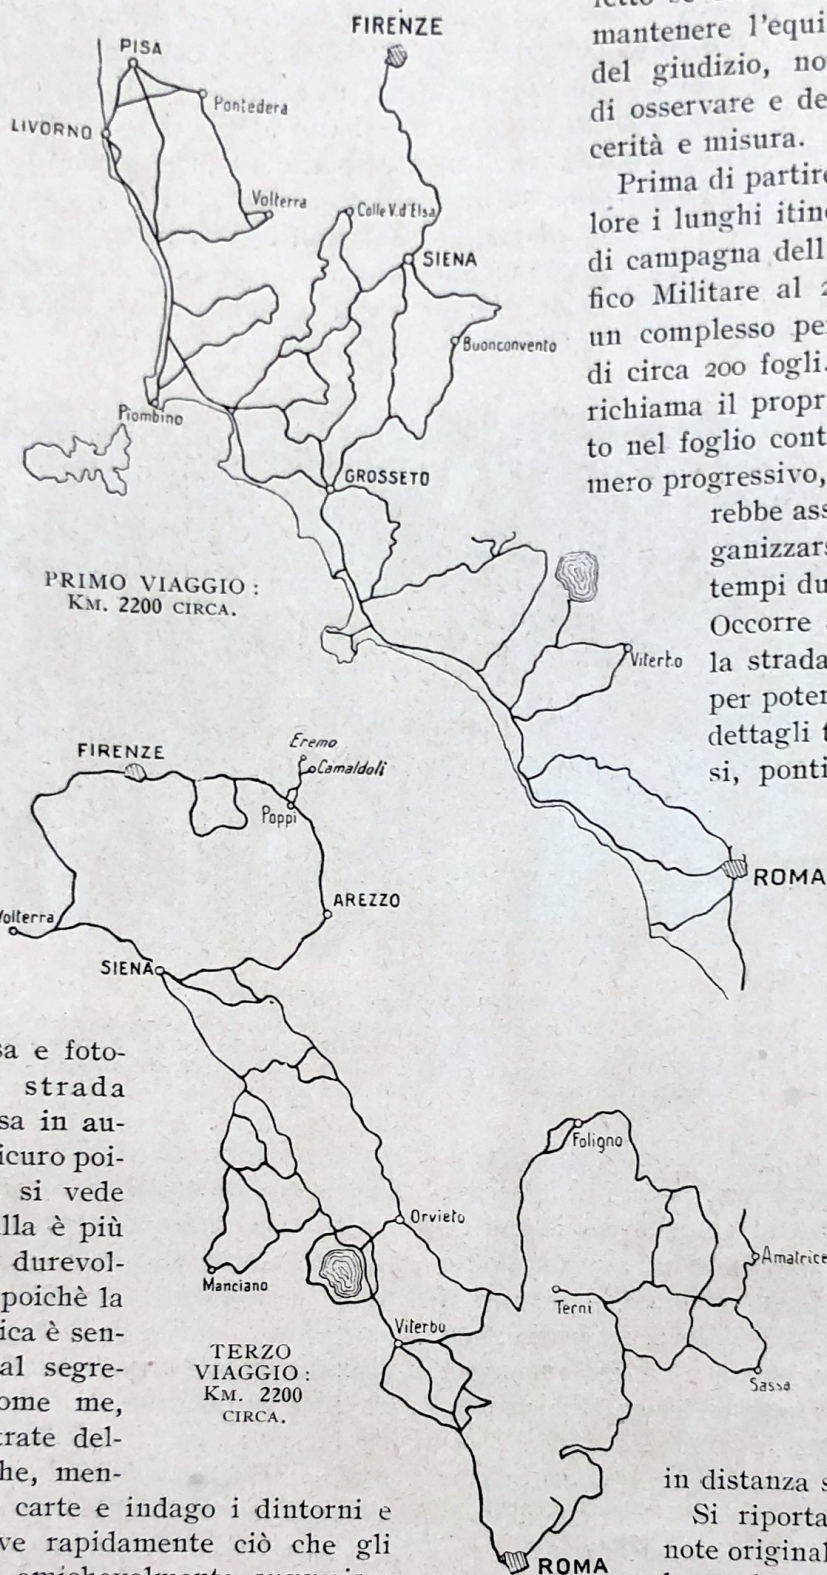 FIRENZE
PISA
Pontedera
LIVORNO
Volterra
Colle V. d'Elsa
SIENA
Buonconvento
Piombino
GROSSETO
PRIMO VIAGGIO :
KM. 2200 CIRCA.
Viterbo
ROMA
mantenere l'equi
del giudizio, no
di osservare e de
cerità e misura.
Prima di partire
lore i lunghi itine
di campagna dell
fico Militare al 2
un complesso pe
di circa 200 fogli.
richiama il propr
to nel foglio cont
mero progressivo,
rebbe ass
ganizzars
tempi du
Occorre
la strada
per poter
dettagli t
si, ponti
FIRENZE
Eremo
Camaldoli
Poppi
AREZZO
Volterra
SIENA
Orvieto
Manciano
Viterbo
Foligno
Terni
Amatrice
Sassa
ROMA
TERZO
VIAGGIO :
KM. 2200
CIRCA.
sa e foto-
strada
sa in au-
icuro poi-
si vede
lla è più
durevol-
poichè la
ica è sen-
al segre-
ome me,
trate del-
he, men-
carte e indago i dintorni e
ve rapidamente ciò che gli
in distanza s
Si riporta
note original